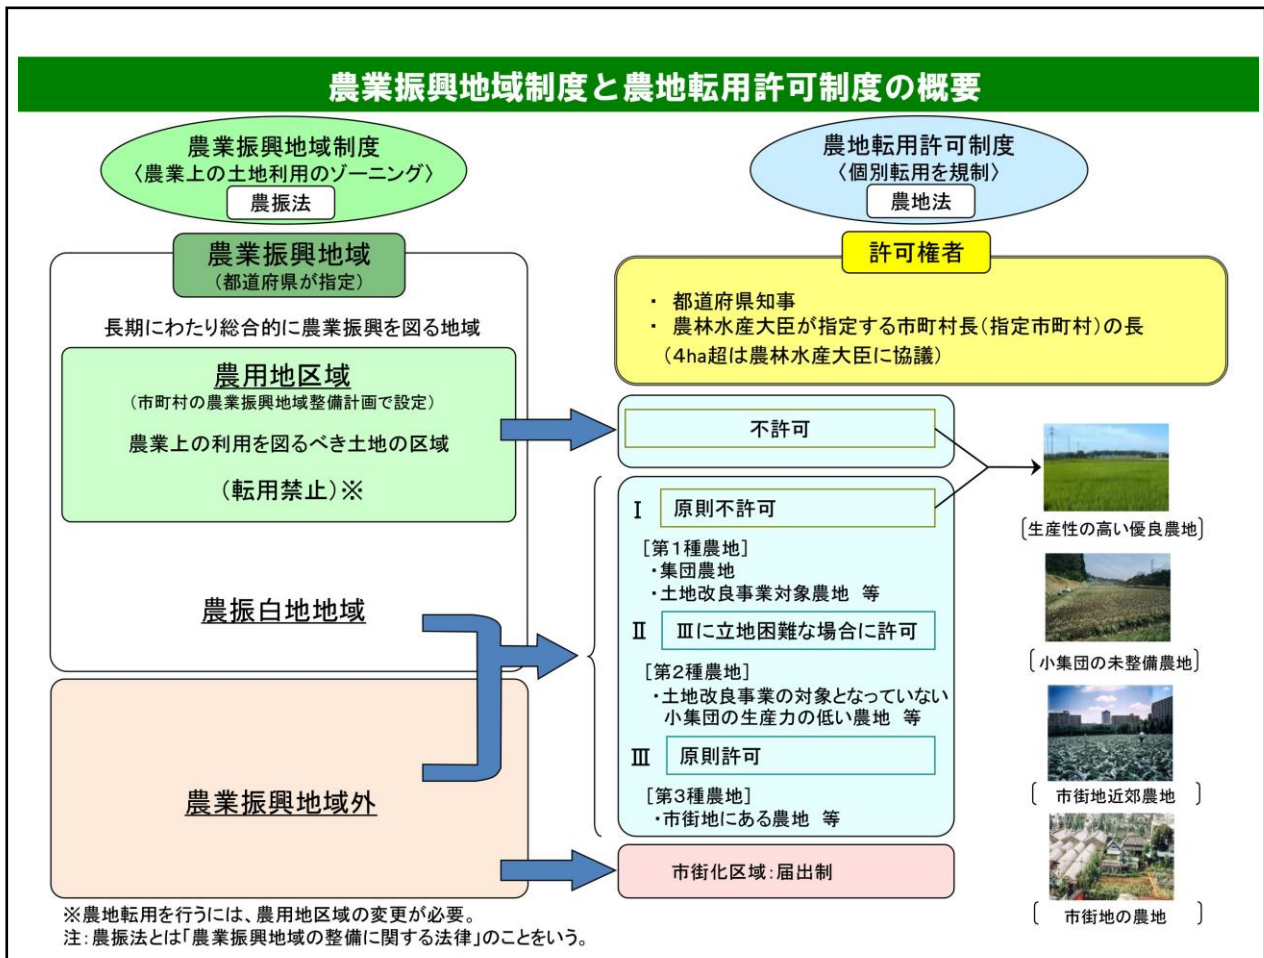 農業振興地域制度と農地転用許可制度の概要
農業振興地域制度
〈農業上の土地利用のゾーニング〉
農振法
農業振興地域
(都道府県が指定)
長期にわたり総合的に農業振興を図る地域
農用地区域
(市町村の農業振興地域整備計画で設定)
農業上の利用を図るべき土地の区域
(転用禁止)※
農振白地地域
農業振興地域外
農地転用許可制度
〈個別転用を規制〉
農地法
許可権者
・ 都道府県知事
・ 農林水産大臣が指定する市町村長(指定市町村)の長
(4ha超は農林水産大臣に協議)
不許可
Ⅰ 原則不許可
[第1種農地]
・集団農地
・土地改良事業対象農地 等
Ⅱ Ⅲに立地困難な場合に許可
[第2種農地]
・土地改良事業の対象となっていない
小集団の生産力の低い農地 等
Ⅲ 原則許可
[第3種農地]
・市街地にある農地 等
市街化区域:届出制
〔生産性の高い優良農地〕
〔小集団の未整備農地〕
〔 市街地近郊農地 〕
〔 市街地の農地 〕
※農地転用を行うには、農用地区域の変更が必要。
注:農振法とは「農業振興地域の整備に関する法律」のことをいう。